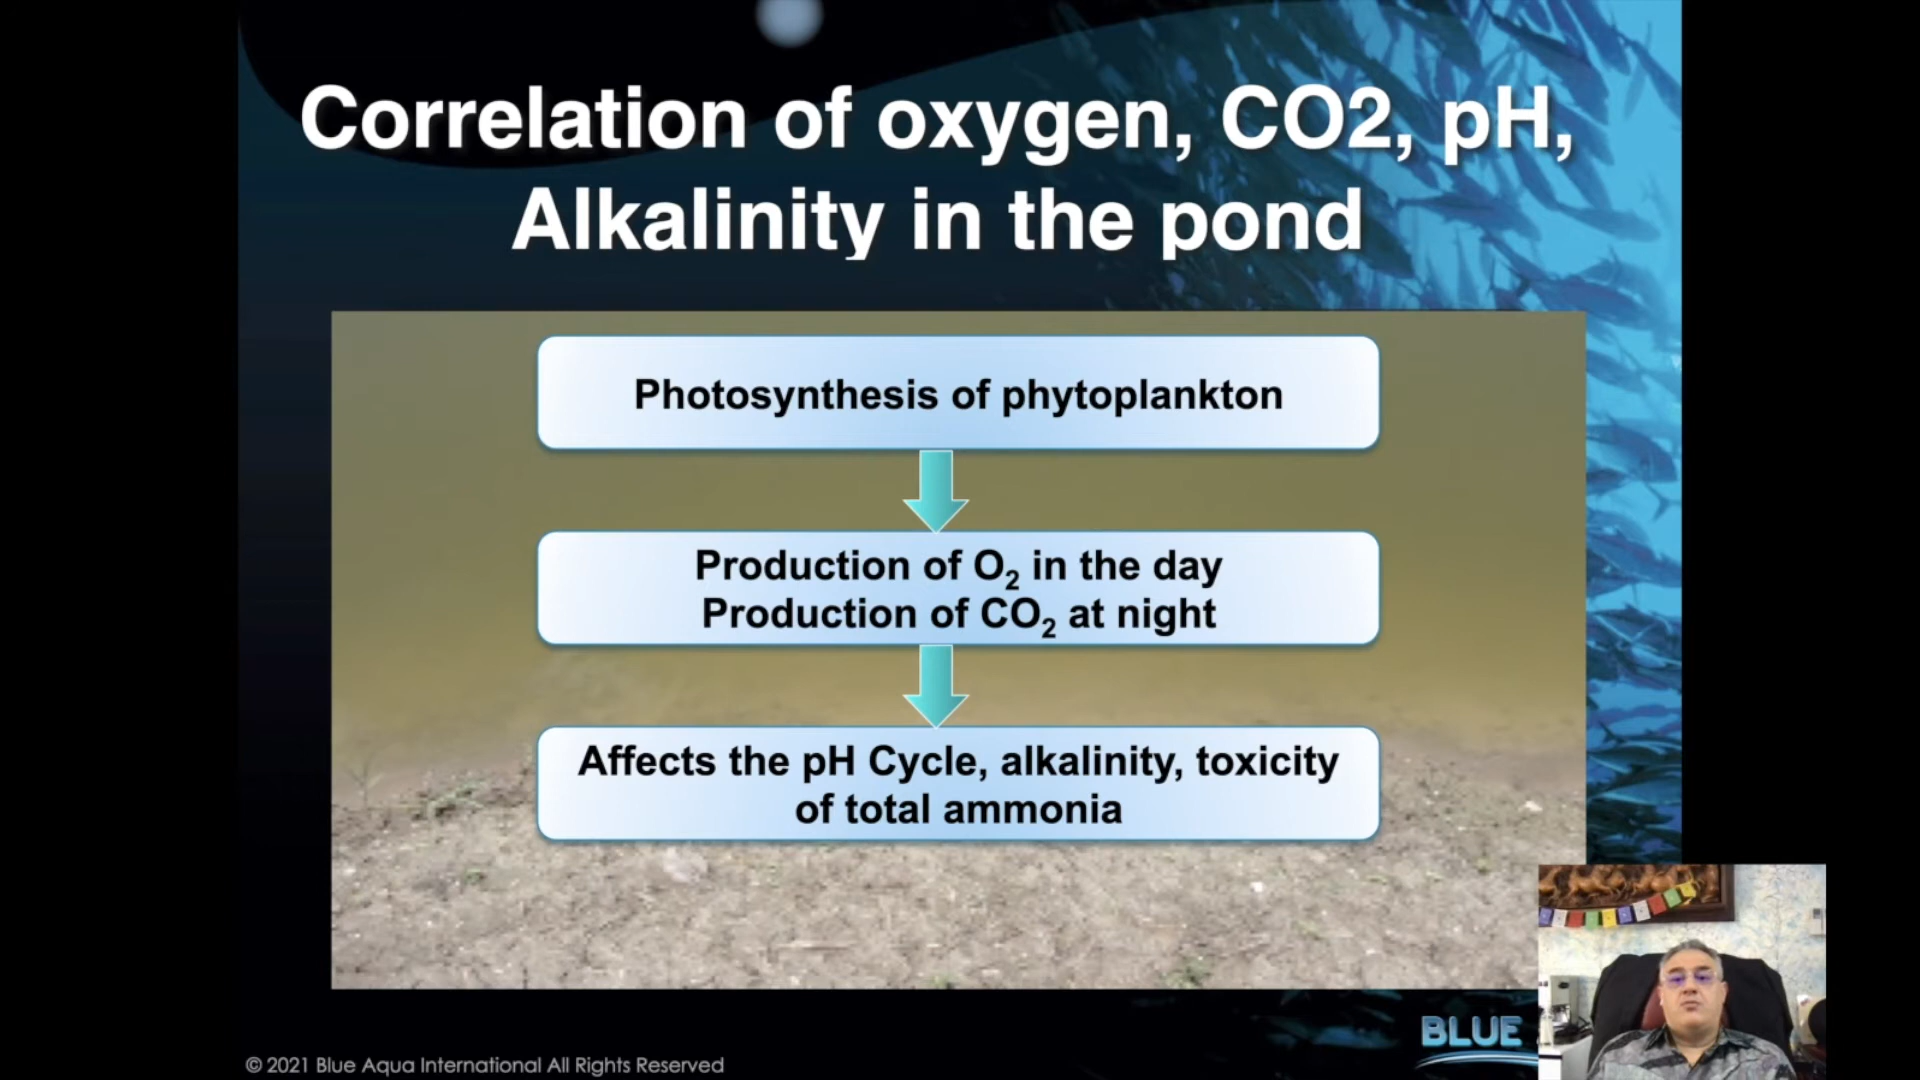 Correlation of oxygen, CO2, pH,
Alkalinity in the pond
Photosynthesis of phytoplankton
Production of O₂ in the day
Production of CO₂ at night
Affects the pH Cycle, alkalinity, toxicity
of total ammonia
BLUE
© 2021 Blue Aqua International All Rights Reserved